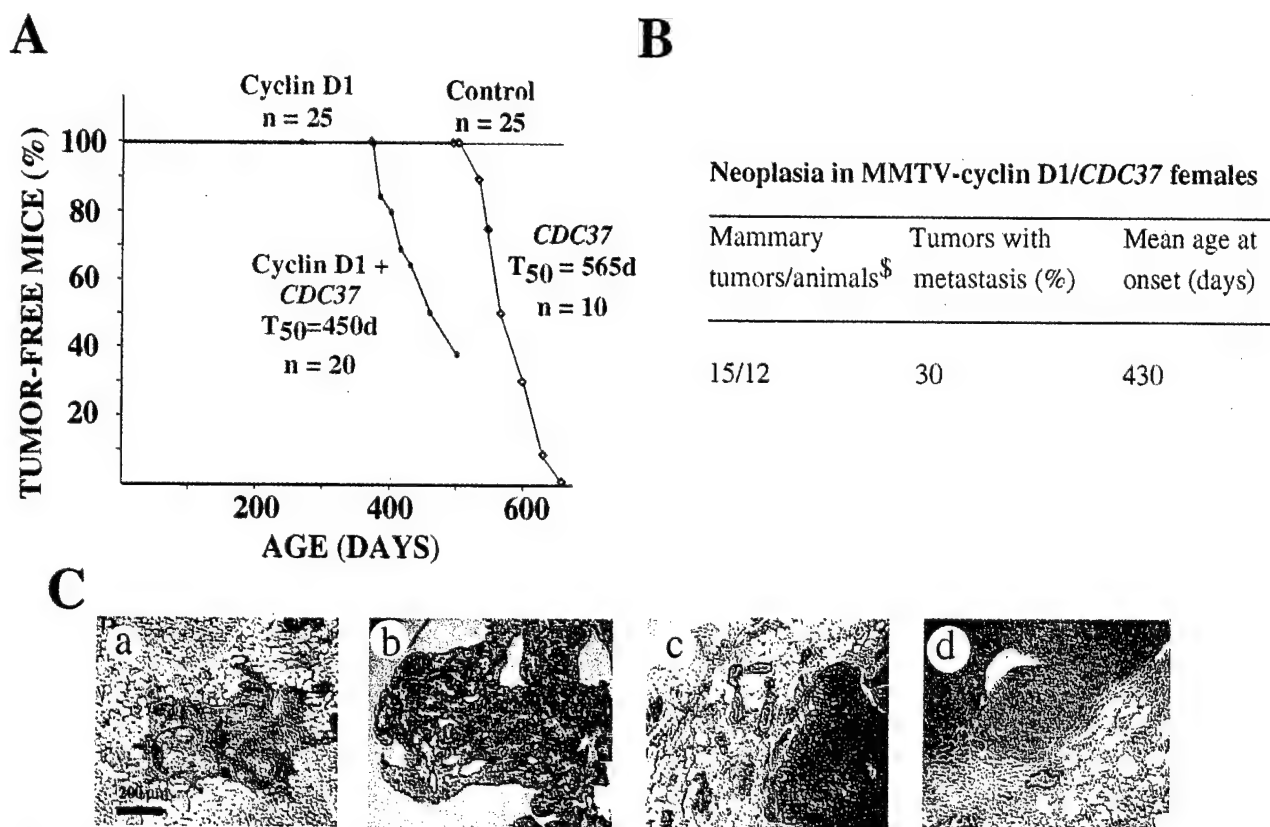 A
B
Cyclin D1
n = 25
Control
n = 25
TUMOR-FREE MICE (%)
100
80
60
40
20
Cyclin D1 +
CDC37
T50=450d
n = 20
CDC37
T50 = 565d
n = 10
200
400
600
AGE (DAYS)
Neoplasia in MMTV-cyclin D1/CDC37 females
Mammary tumors/animals$
Tumors with metastasis (%)
Mean age at onset (days)
15/12
30
430
C
a
b
c
d
200 µm